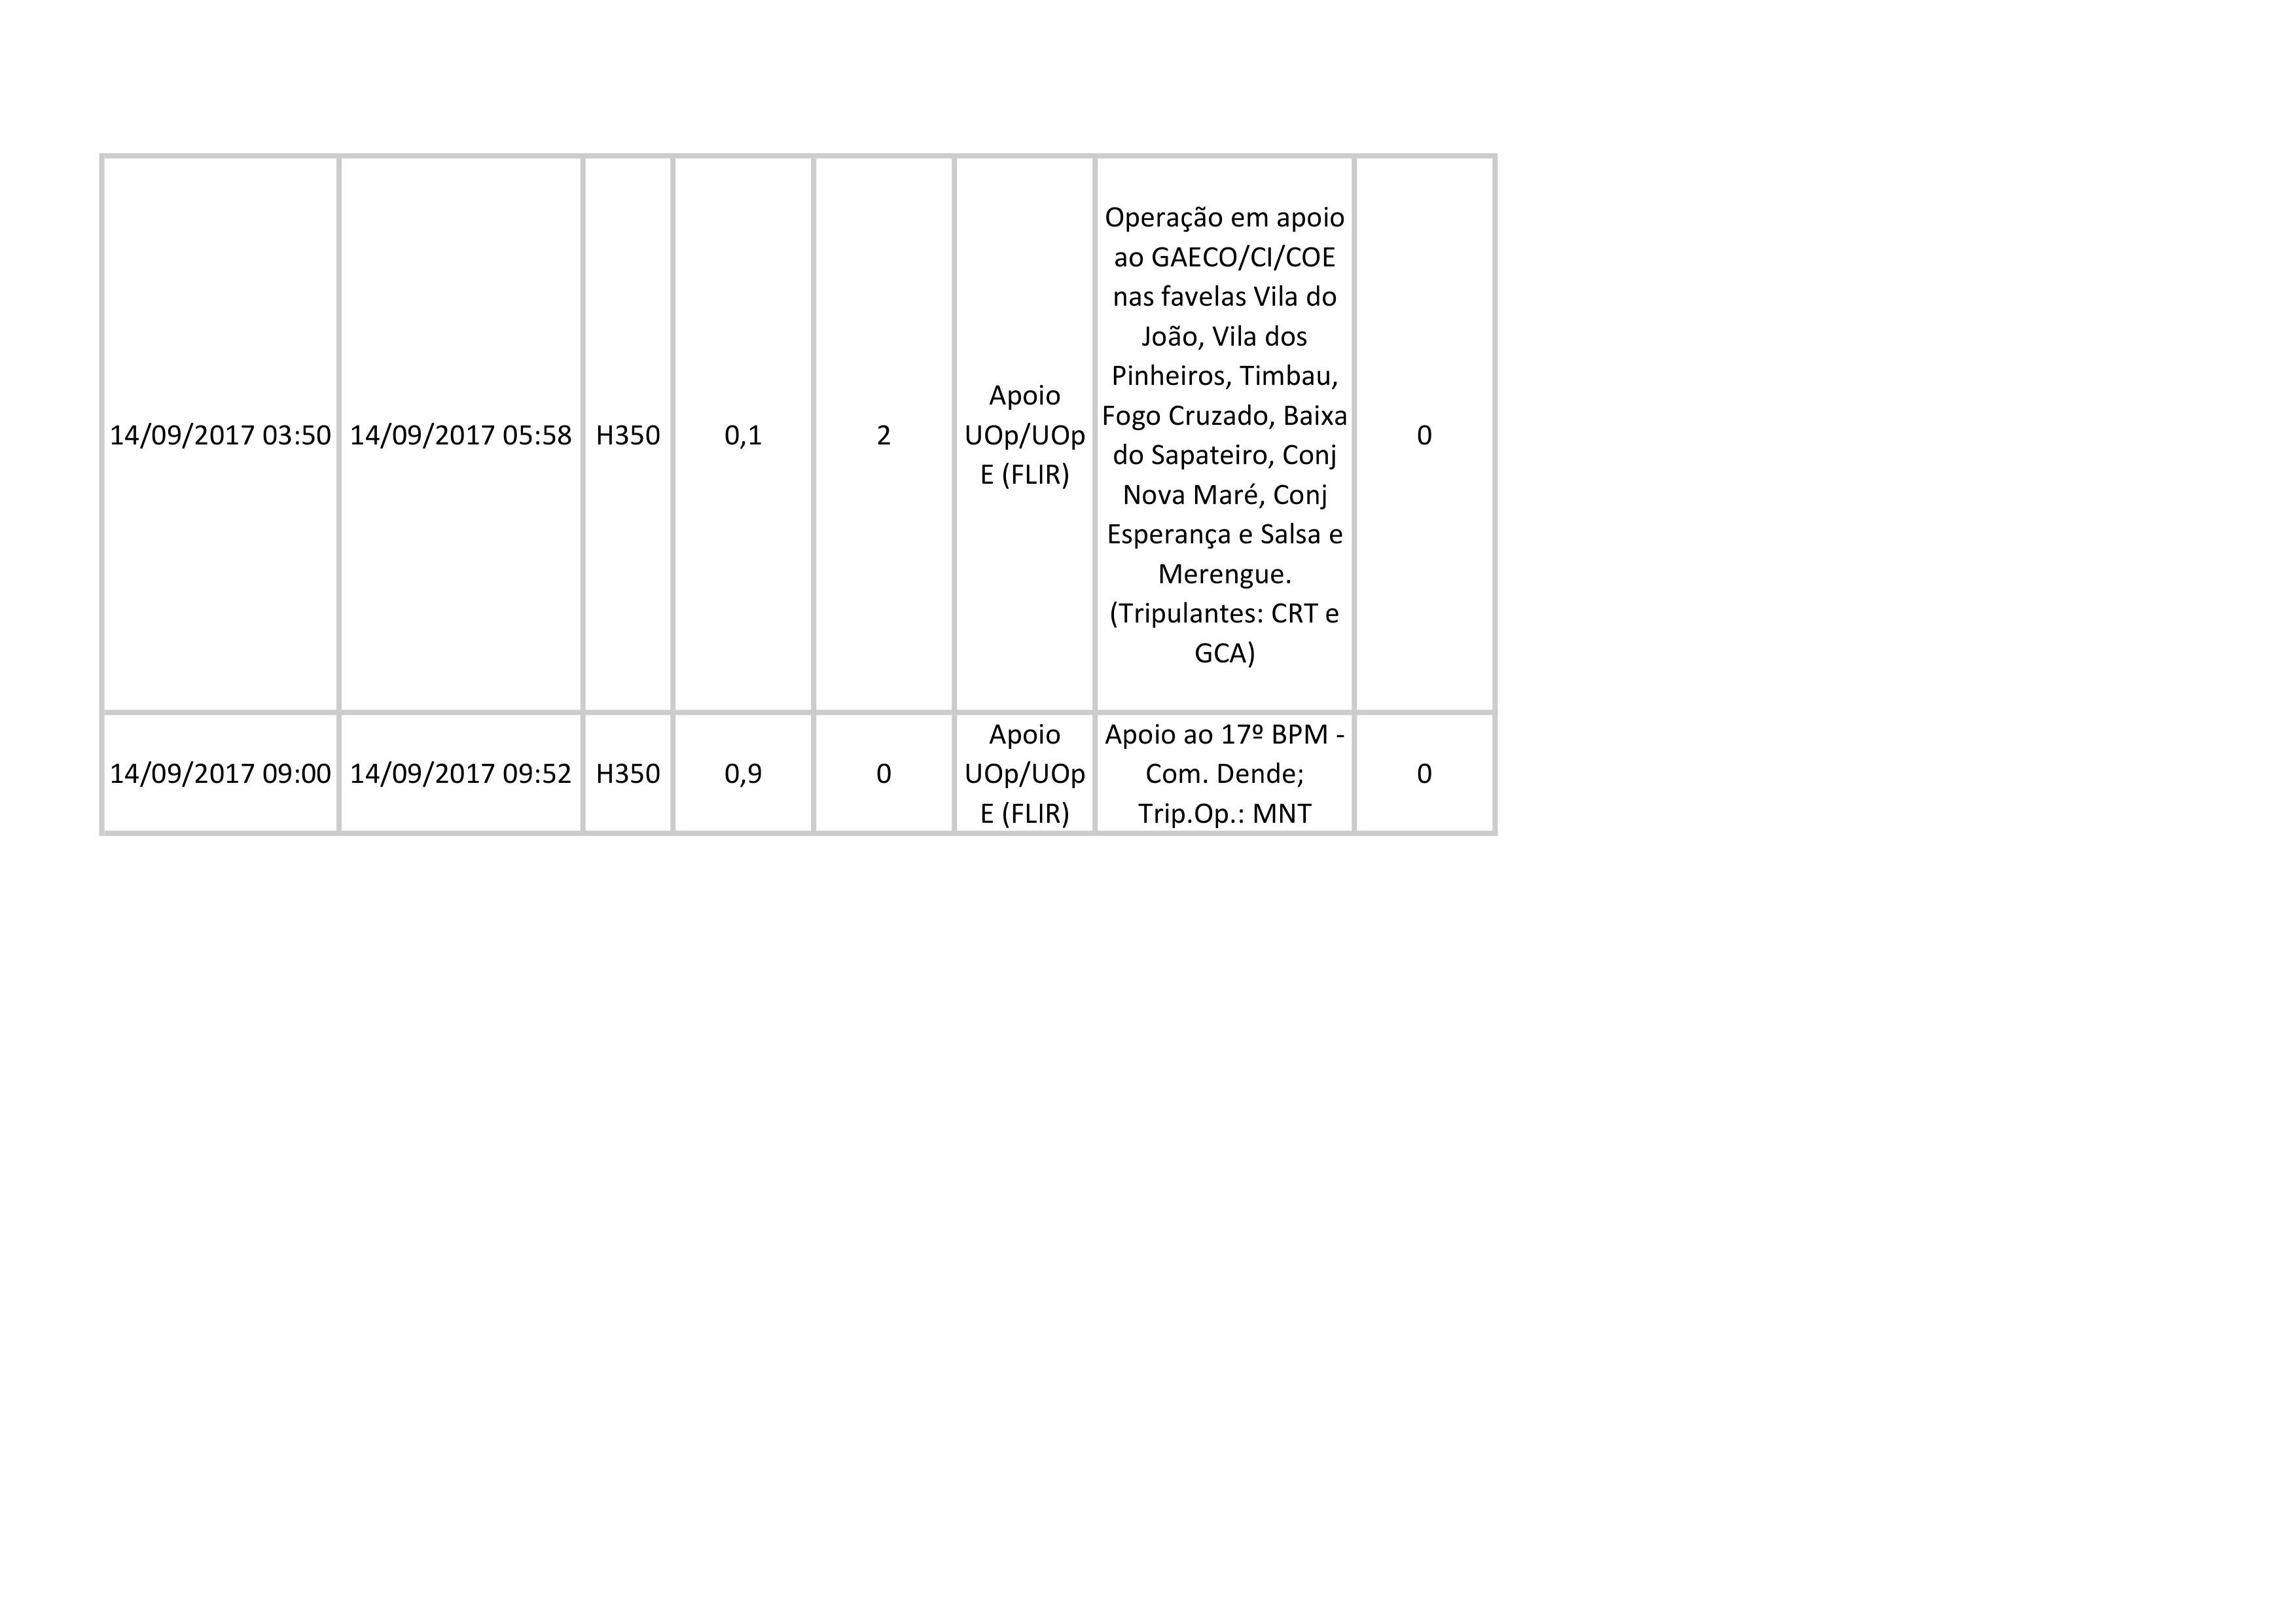 14/09/2017 03:50 14/09/2017 05:58 H350 0,1 2
Apoio
UOp/UOp
E (FLIR)
Operação em apoio
ao GAECO/CI/COE
nas favelas Vila do
João, Vila dos
Pinheiros, Timbau,
Fogo Cruzado, Baixa
do Sapateiro, Conj
Nova Maré, Conj
Esperança e Salsa e
Merengue.
(Tripulantes: CRT e
GCA)
0
14/09/2017 09:00 14/09/2017 09:52 H350 0,9 0
Apoio
UOp/UOp
E (FLIR)
Apoio ao 17º BPM -
Com. Dende;
Trip.Op.: MNT
0